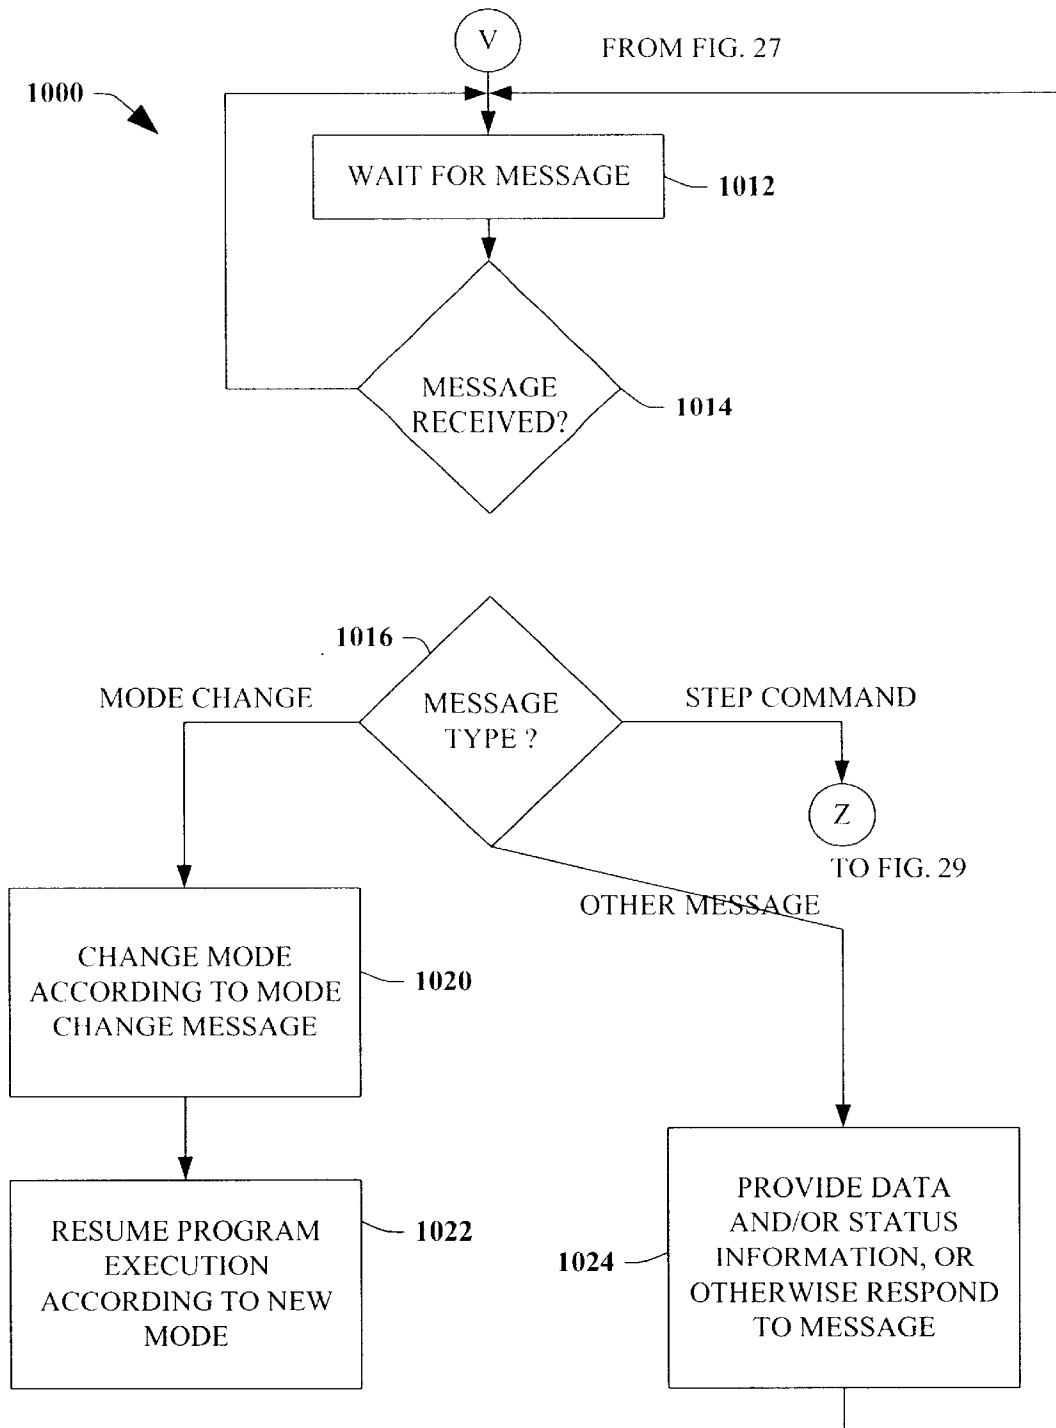 V
FROM FIG. 27
1000
WAIT FOR MESSAGE
1012
MESSAGE
RECEIVED?
1014
1016
MODE CHANGE
MESSAGE
TYPE ?
STEP COMMAND
Z
TO FIG. 29
OTHER MESSAGE
CHANGE MODE
ACCORDING TO MODE
CHANGE MESSAGE
1020
RESUME PROGRAM
EXECUTION
ACCORDING TO NEW
MODE
1022
PROVIDE DATA
AND/OR STATUS
INFORMATION, OR
OTHERWISE RESPOND
TO MESSAGE
1024